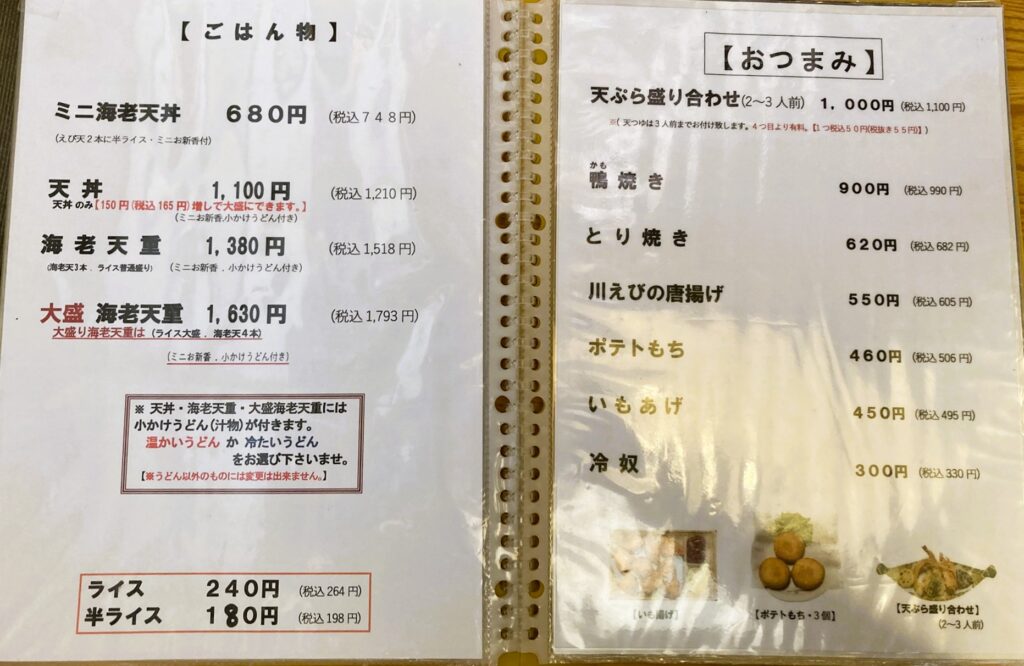 【ごはん物】
ミニ海老天丼 680円 (税込748円)
(えび天2本に半ライス・ミニお新香付)
天丼 1,100円 (税込1,210円)
天丼のみ【150円(税込165円)増しで大盛にできます。】
(ミニお新香.小かけうどん付き)
海老天重 1,380円 (税込1,518円)
(海老天3本.ライス普通盛り) (ミニお新香.小かけうどん付き)
大盛 海老天重 1,630円 (税込1,793円)
大盛り海老天重は (ライス大盛.海老天4本)
(ミニお新香.小かけうどん付き)
※ 天丼・海老天重・大盛海老天重には
小かけうどん(汁物)が付きます。
温かいうどん か 冷たいうどん
をお選び下さいませ。
【※うどん以外のものには変更は出来ません。】
ライス 240円 (税込264円)
半ライス 180円 (税込198円)
【おつまみ】
天ぷら盛り合わせ(2〜3人前) 1,000円 (税込1,100円)
※( 天つゆは3人前までお付け致します。4つ目より有料。【1つ税込50円(税抜き55円)】)
かも
鴨焼き 900円 (税込990円)
とり焼き 620円 (税込682円)
川えびの唐揚げ 550円 (税込605円)
ポテトもち 460円 (税込506円)
いもあげ 450円 (税込495円)
冷奴 300円 (税込330円)
【いも揚げ】
【ポテトもち・3個】
【天ぷら盛り合わせ】
(2〜3人前)